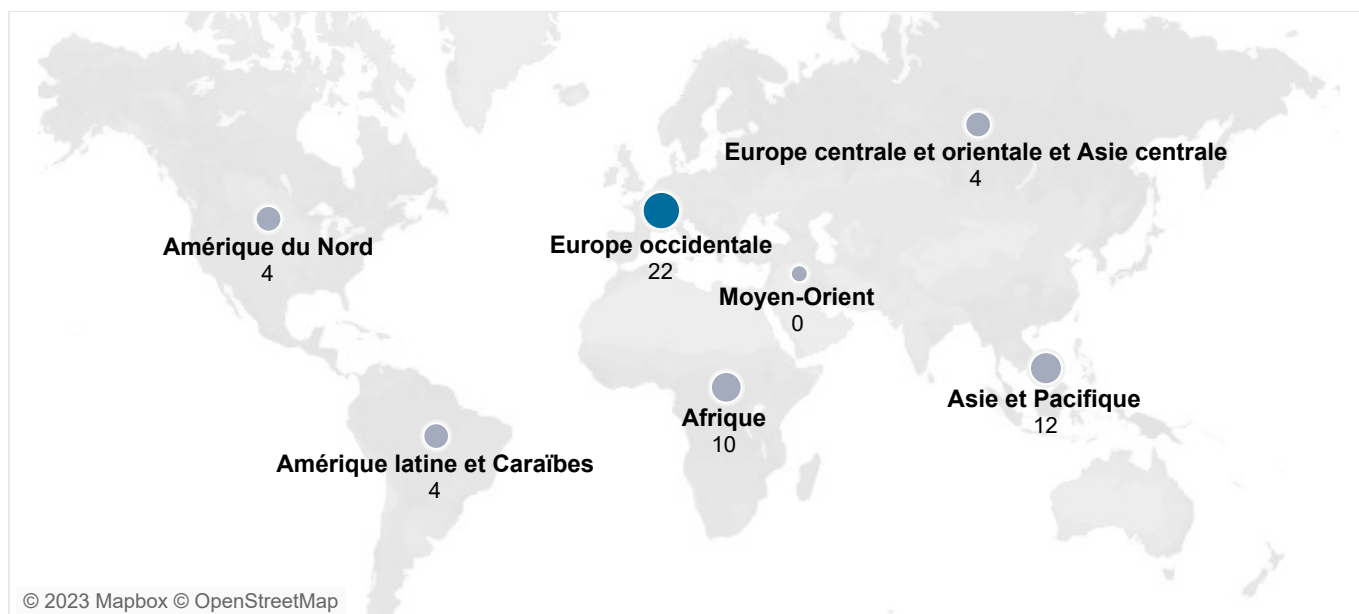 Europe centrale et orientale et Asie centrale
4
Amérique du Nord
4
Europe occidentale
22
Moyen-Orient
0
Asie et Pacifique
12
Afrique
10
Amérique latine et Caraïbes
4
© 2023 Mapbox © OpenStreetMap